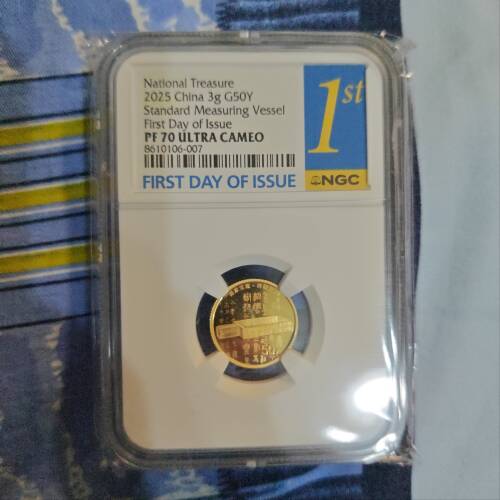 National Treasure
2025 China 3g G50Y
Standard Measuring Vessel
First Day of Issue
PF 70 ULTRA CAMEO
8610106-007
FIRST DAY OF ISSUE
1st
NGC